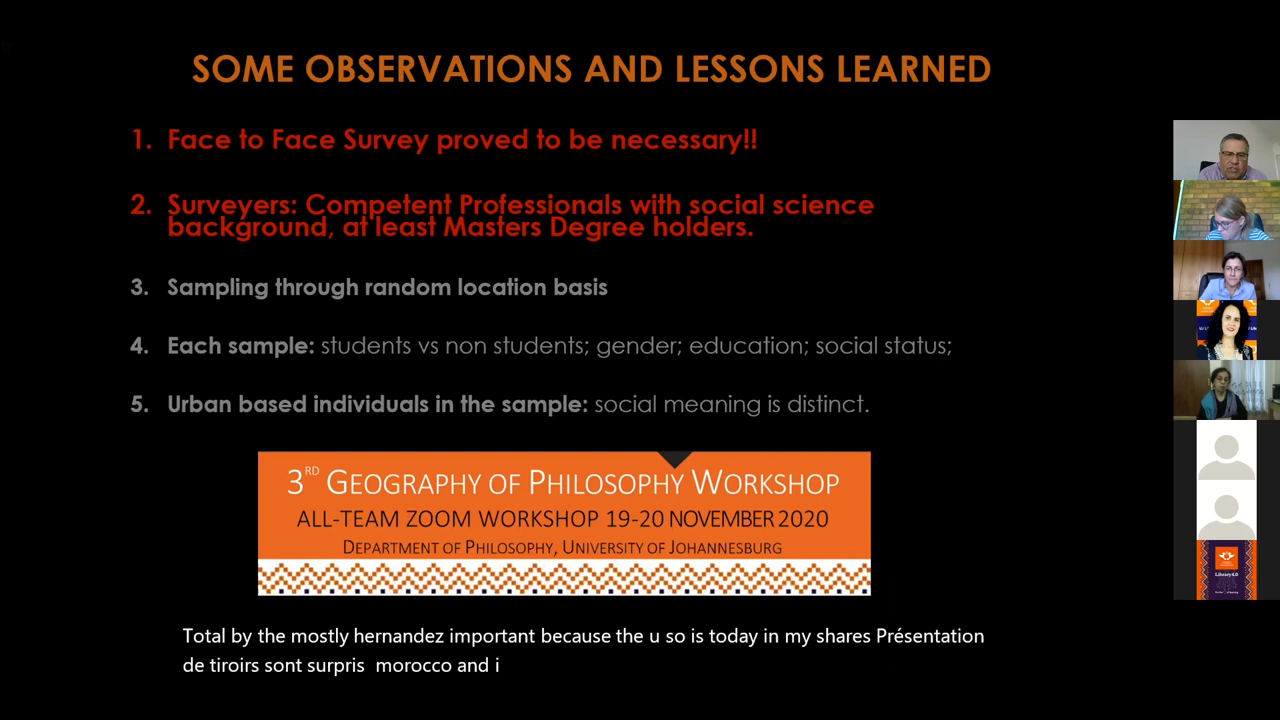 SOME OBSERVATIONS AND LESSONS LEARNED
1. Face to Face Survey proved to be necessary!!
2. Surveyers: Competent Professionals with social science
background, at least Masters Degree holders.
3. Sampling through random location basis
4. Each sample: students vs non students; gender; education; social status;
5. Urban based individuals in the sample: social meaning is distinct.
3RD GEOGRAPHY OF PHILOSOPHY WORKSHOP
ALL-TEAM ZOOM WORKSHOP 19-20 NOVEMBER 2020
DEPARTMENT OF PHILOSOPHY, UNIVERSITY OF JOHANNESBURG
Total by the mostly hernandez important because the u so is today in my shares Présentation
de tiroirs sont surpris morocco and i
Library 4.0